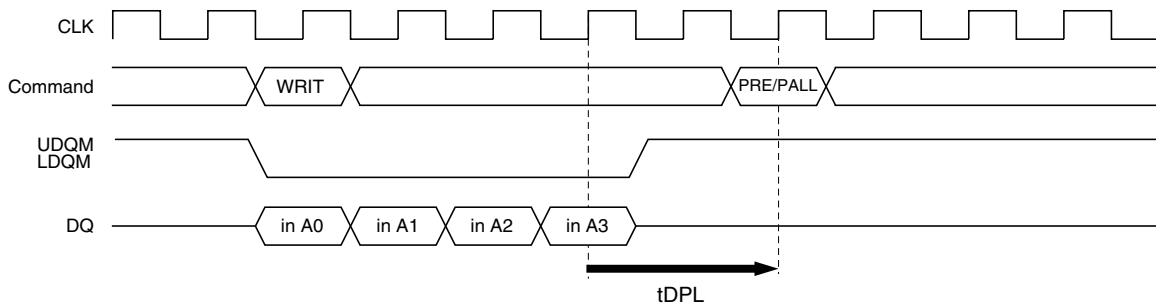 CLK
Command
WRIT
PRE/PALL
UDQM
LDQM
DQ
in A0
in A1
in A2
in A3
tDPL